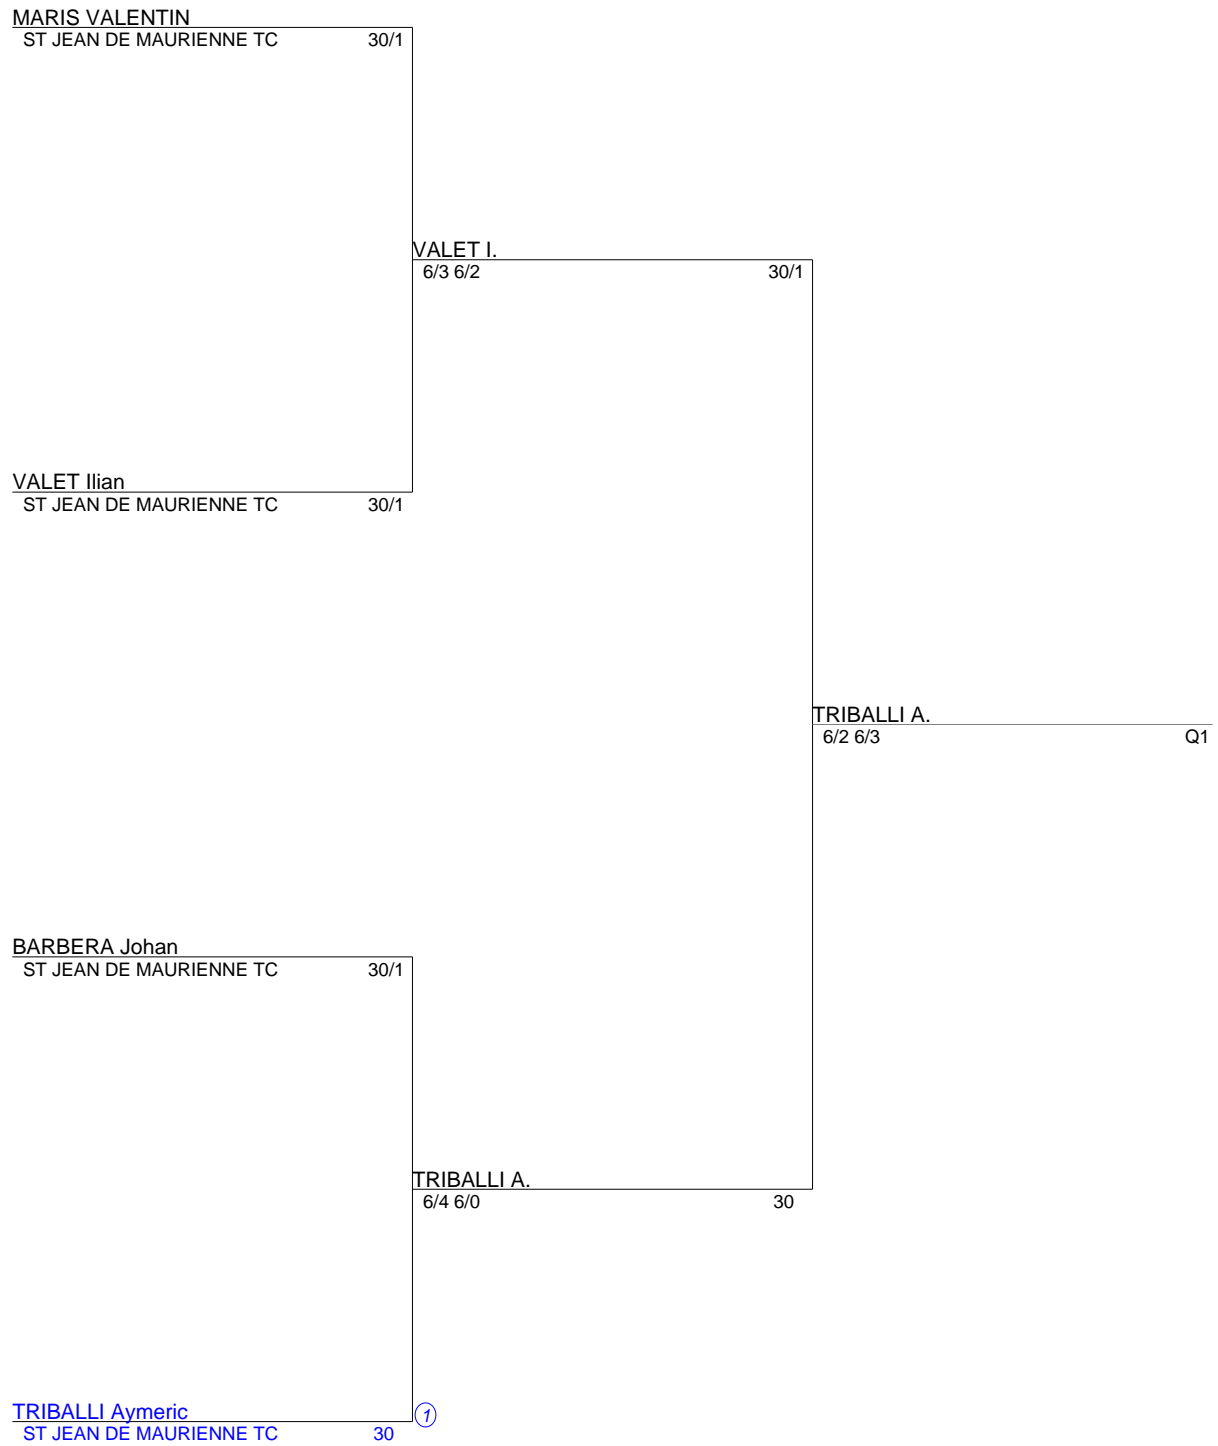 MARIS VALENTIN
ST JEAN DE MAURIENNE TC 30/1
VALET I.
6/3 6/2 30/1
VALET Ilian
ST JEAN DE MAURIENNE TC 30/1
TRIBALLI A.
6/2 6/3 Q1
BARBERA Johan
ST JEAN DE MAURIENNE TC 30/1
TRIBALLI A.
6/4 6/0 30
TRIBALLI Aymeric 1
ST JEAN DE MAURIENNE TC 30